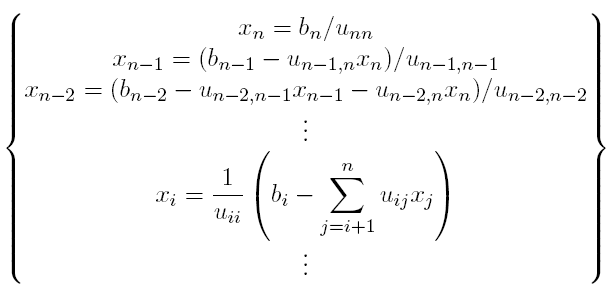 x_n = b_n/u_{nn}
x_{n−1} = (b_{n−1} − u_{n−1,n}x_n)/u_{n−1,n−1}
x_{n−2} = (b_{n−2} − u_{n−2,n−1}x_{n−1} − u_{n−2,n}x_n)/u_{n−2,n−2}
⋮
x_i = \frac{1}{u_{ii}} \left( b_i − \sum_{j=i+1}^{n} u_{ij}x_j \right)
⋮